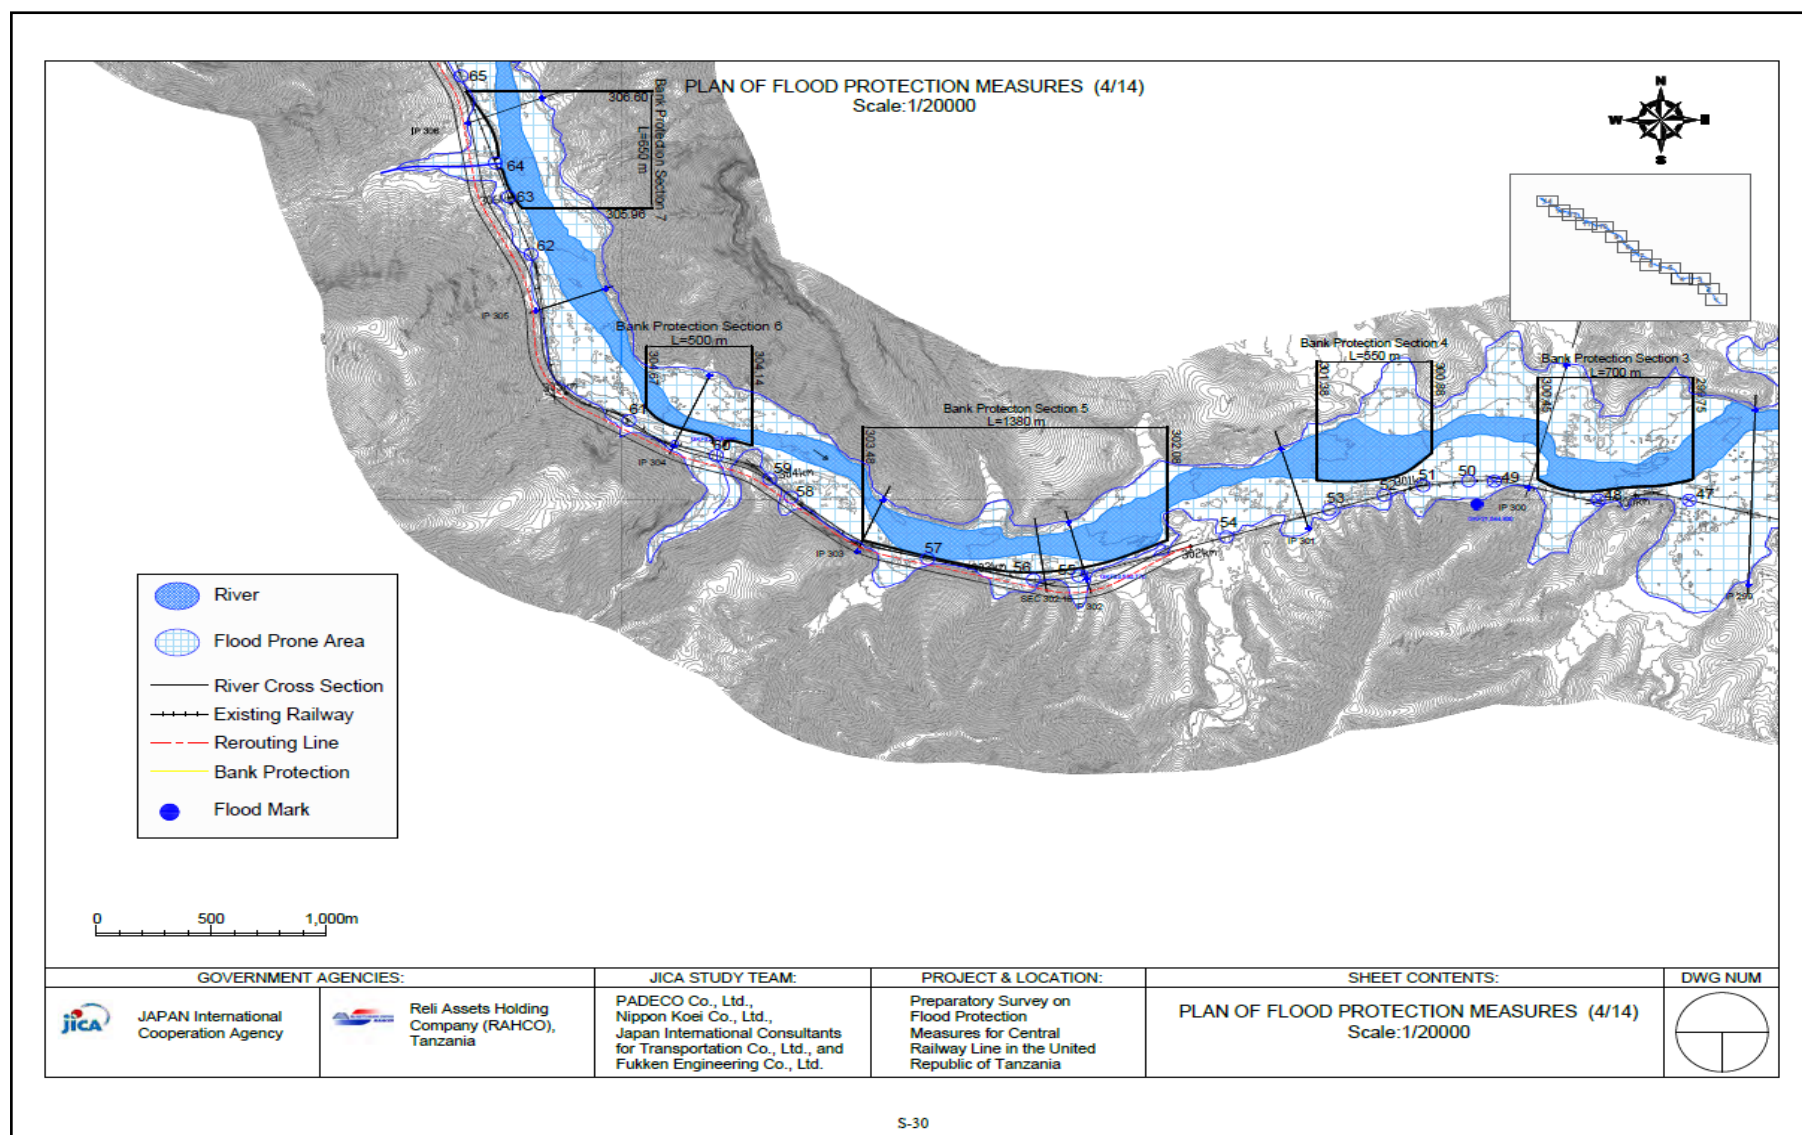 PLAN OF FLOOD PROTECTION MEASURES (4/14)
Scale:1/20000
N
W
S
65
306.60
IP 306
L=650 m
Bank Protection Section 7
64
63
305.96
62
IP 305
Bank Protection Section 6
L=500 m
304.67
304.14
61
60
IP 304
59
304km
58
Bank Protecton Section 5
L=1380 m
303.48
302.08
IP 303
57
56
55
SEC 302.18
IP 302
302km
54
Bank Protection Section 4
L=550 m
301.38
300.88
53
IP 301
52
301km
51
50
49
IP 300
Bank Protection Section 3
L=700 m
300.45
299.75
48
47
IP 299
River
Flood Prone Area
River Cross Section
Existing Railway
Rerouting Line
Bank Protection
Flood Mark
0 500 1,000m
GOVERNMENT AGENCIES:
JICA
JAPAN International
Cooperation Agency
Reli Assets Holding
Company (RAHCO),
Tanzania
JICA STUDY TEAM:
PADECO Co., Ltd.,
Nippon Koei Co., Ltd.,
Japan International Consultants
for Transportation Co., Ltd., and
Fukken Engineering Co., Ltd.
PROJECT & LOCATION:
Preparatory Survey on
Flood Protection
Measures for Central
Railway Line in the United
Republic of Tanzania
SHEET CONTENTS:
PLAN OF FLOOD PROTECTION MEASURES (4/14)
Scale:1/20000
DWG NUM
S-30